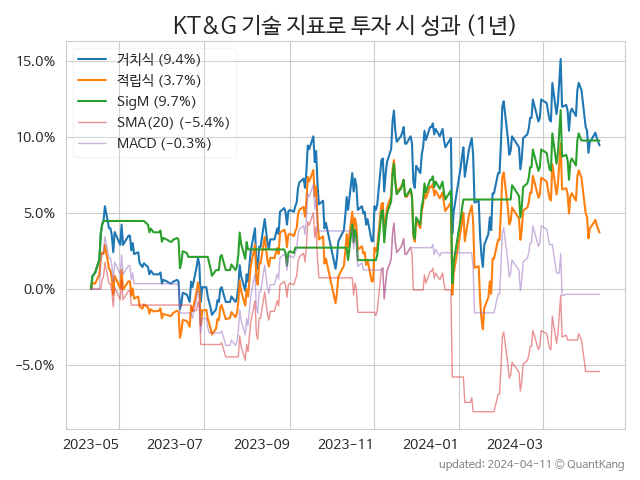 KT&G 기술 지표로 투자 시 성과 (1년)
거치식 (9.4%)
적립식 (3.7%)
SigM (9.7%)
SMA(20) (−5.4%)
MACD (−0.3%)
15.0%
10.0%
5.0%
0.0%
−5.0%
2023-05 2023-07 2023-09 2023-11 2024-01 2024-03
updated: 2024-04-11 © QuantKang